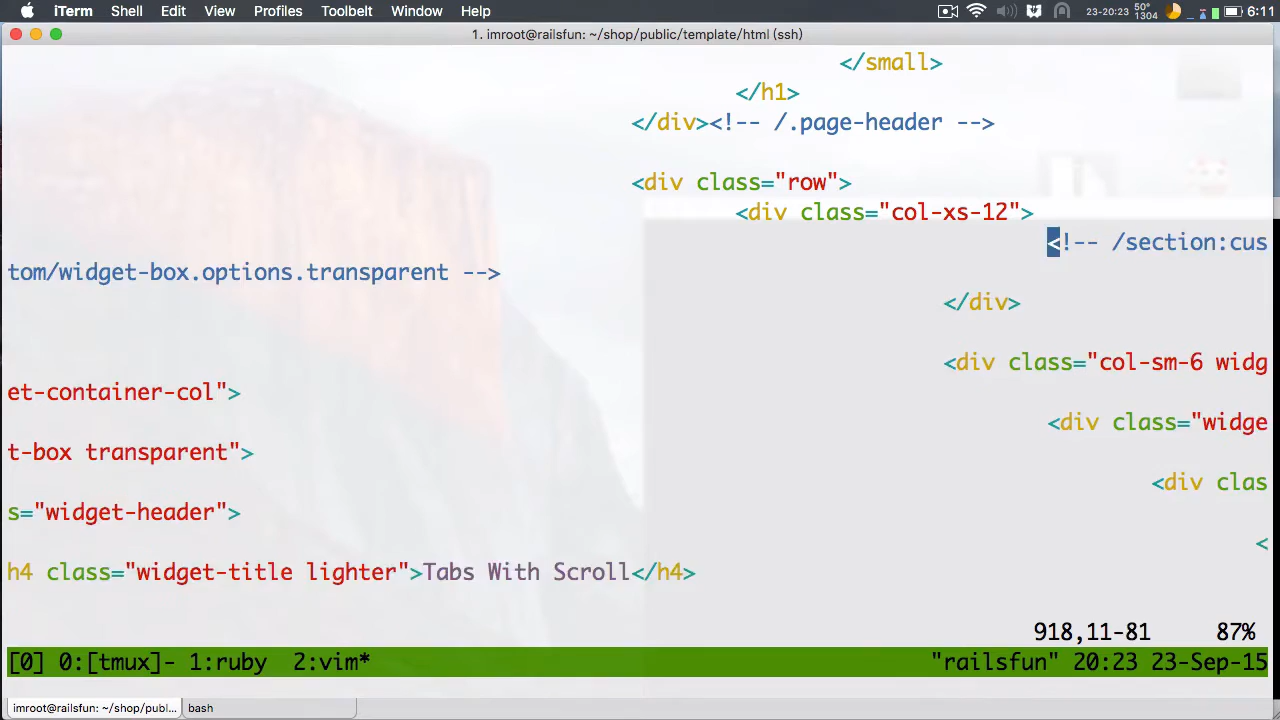 iTerm Shell Edit View Profiles Toolbelt Window Help 23-20:23 50° 1304 6:11
1. imroot@railsfun: ~/shop/public/template/html (ssh)
</small>
</h1>
</div><!-- /.page-header -->
<div class="row">
<div class="col-xs-12">
<!-- /section:cus
tom/widget-box.options.transparent -->
</div>
<div class="col-sm-6 widg
et-container-col">
<div class="widge
t-box transparent">
<div clas
s="widget-header">
<
h4 class="widget-title lighter">Tabs With Scroll</h4>
918,11-81 87%
[0] 0:[tmux]- 1:ruby 2:vim* "railsfun" 20:23 23-Sep-15
imroot@railsfun: ~/shop/publ... bash